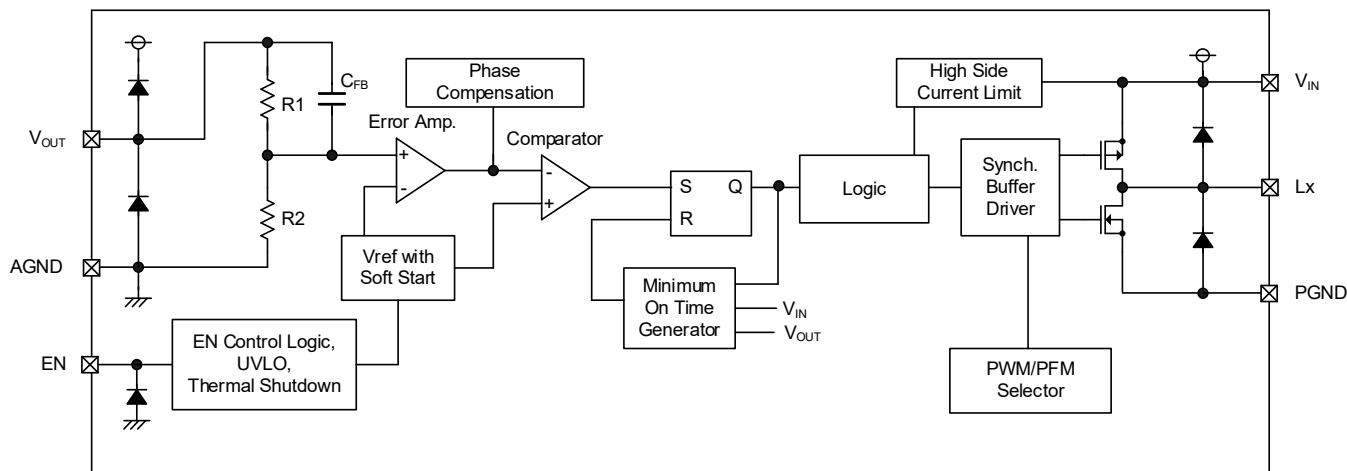 V_OUT
AGND
EN
R1
C_FB
R2
Error Amp.
+
-
Phase
Compensation
Comparator
-
+
Vref with
Soft Start
EN Control Logic,
UVLO,
Thermal Shutdown
S
Q
R
Minimum
On Time
Generator
V_IN
V_OUT
Logic
High Side
Current Limit
Synch.
Buffer
Driver
PWM/PFM
Selector
V_IN
Lx
PGND